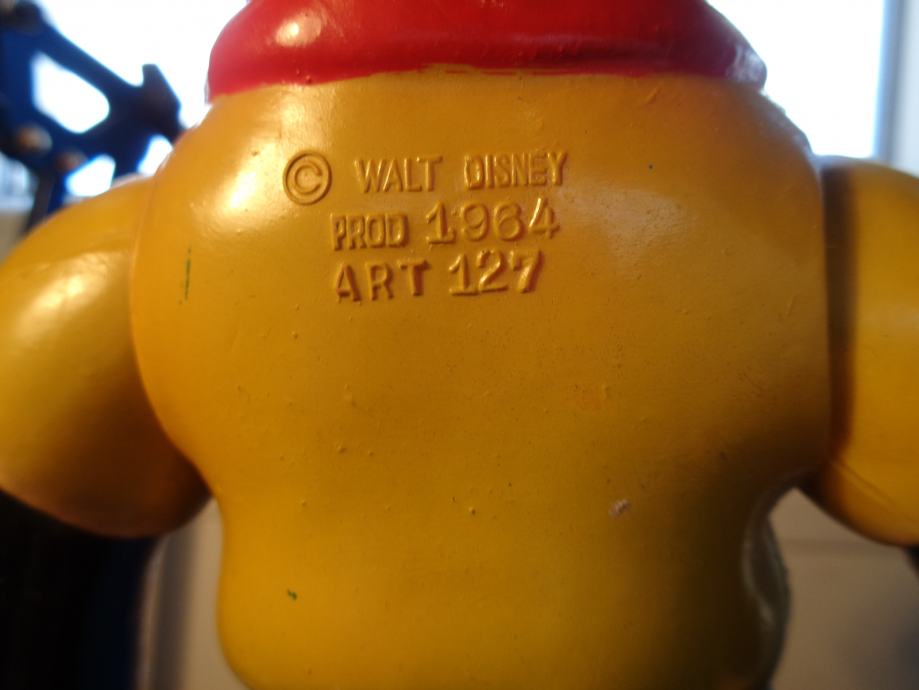 © WALT DISNEY
PROD 1964
ART 127